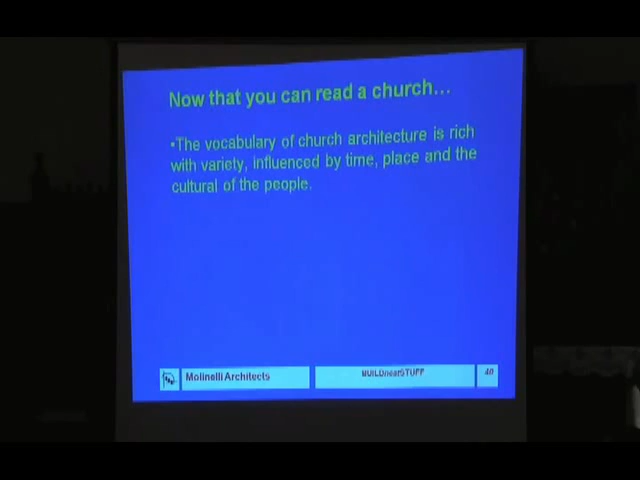 Now that you can read a church...
•The vocabulary of church architecture is rich
with variety, influenced by time, place and the
cultural of the people.
Molinelli Architects
BUILDneatSTUFF
40